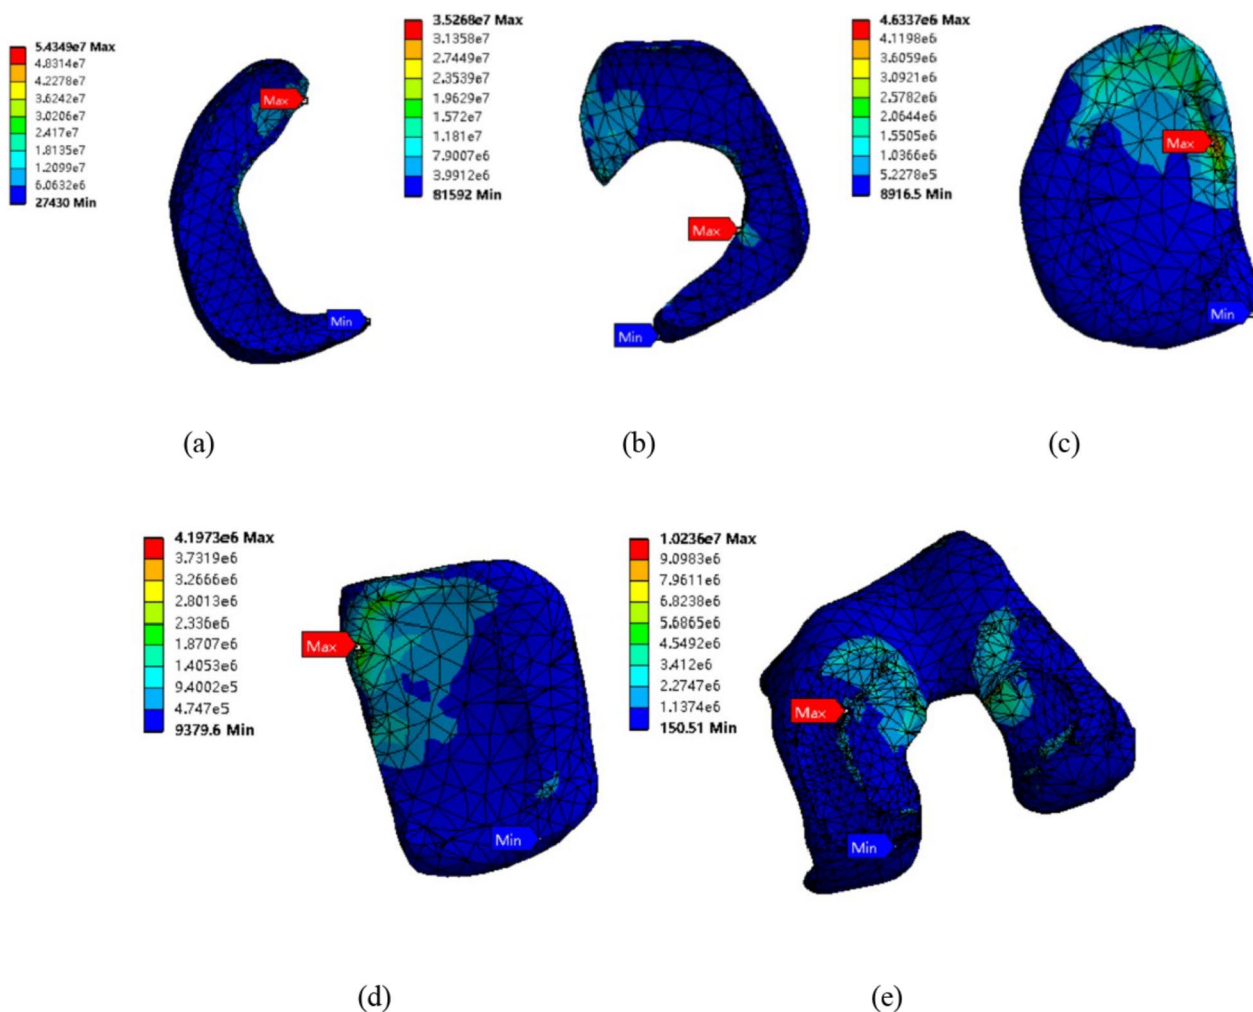 5.4349e7 Max
4.8314e7
4.2278e7
3.6242e7
3.0206e7
2.417e7
1.8135e7
1.2099e7
6.0632e6
27430 Min
Max
Min
(a)
3.5268e7 Max
3.1358e7
2.7449e7
2.3539e7
1.9629e7
1.572e7
1.181e7
7.9007e6
3.9912e6
81592 Min
Max
Min
(b)
4.6337e6 Max
4.1198e6
3.6059e6
3.0921e6
2.5782e6
2.0644e6
1.5505e6
1.0366e6
5.2278e5
8916.5 Min
Max
Min
(c)
4.1973e6 Max
3.7319e6
3.2666e6
2.8013e6
2.336e6
1.8707e6
1.4053e6
9.4002e5
4.747e5
9379.6 Min
Max
Min
(d)
1.0236e7 Max
9.0983e6
7.9611e6
6.8238e6
5.6865e6
4.5492e6
3.412e6
2.2747e6
1.1374e6
150.51 Min
Max
Min
(e)